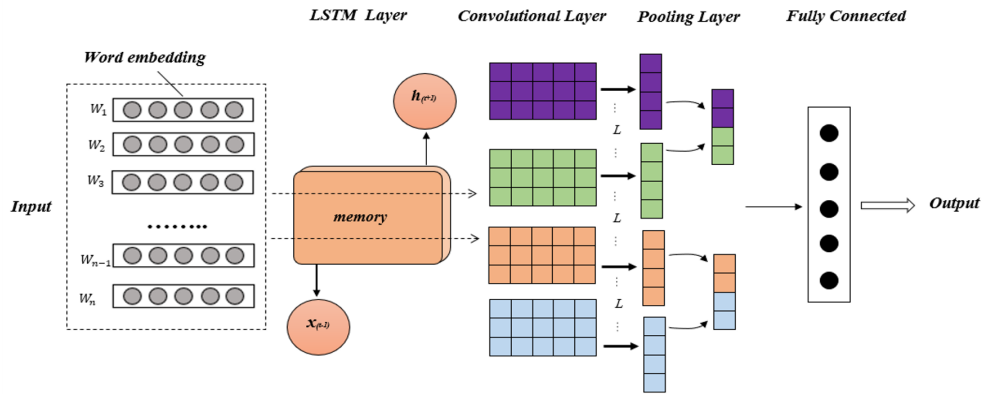 LSTM Layer
Convolutional Layer
Pooling Layer
Fully Connected
Word embedding
W1
W2
W3
........
Wn-1
Wn
Input
h(t+1)
memory
L
L
L
Output